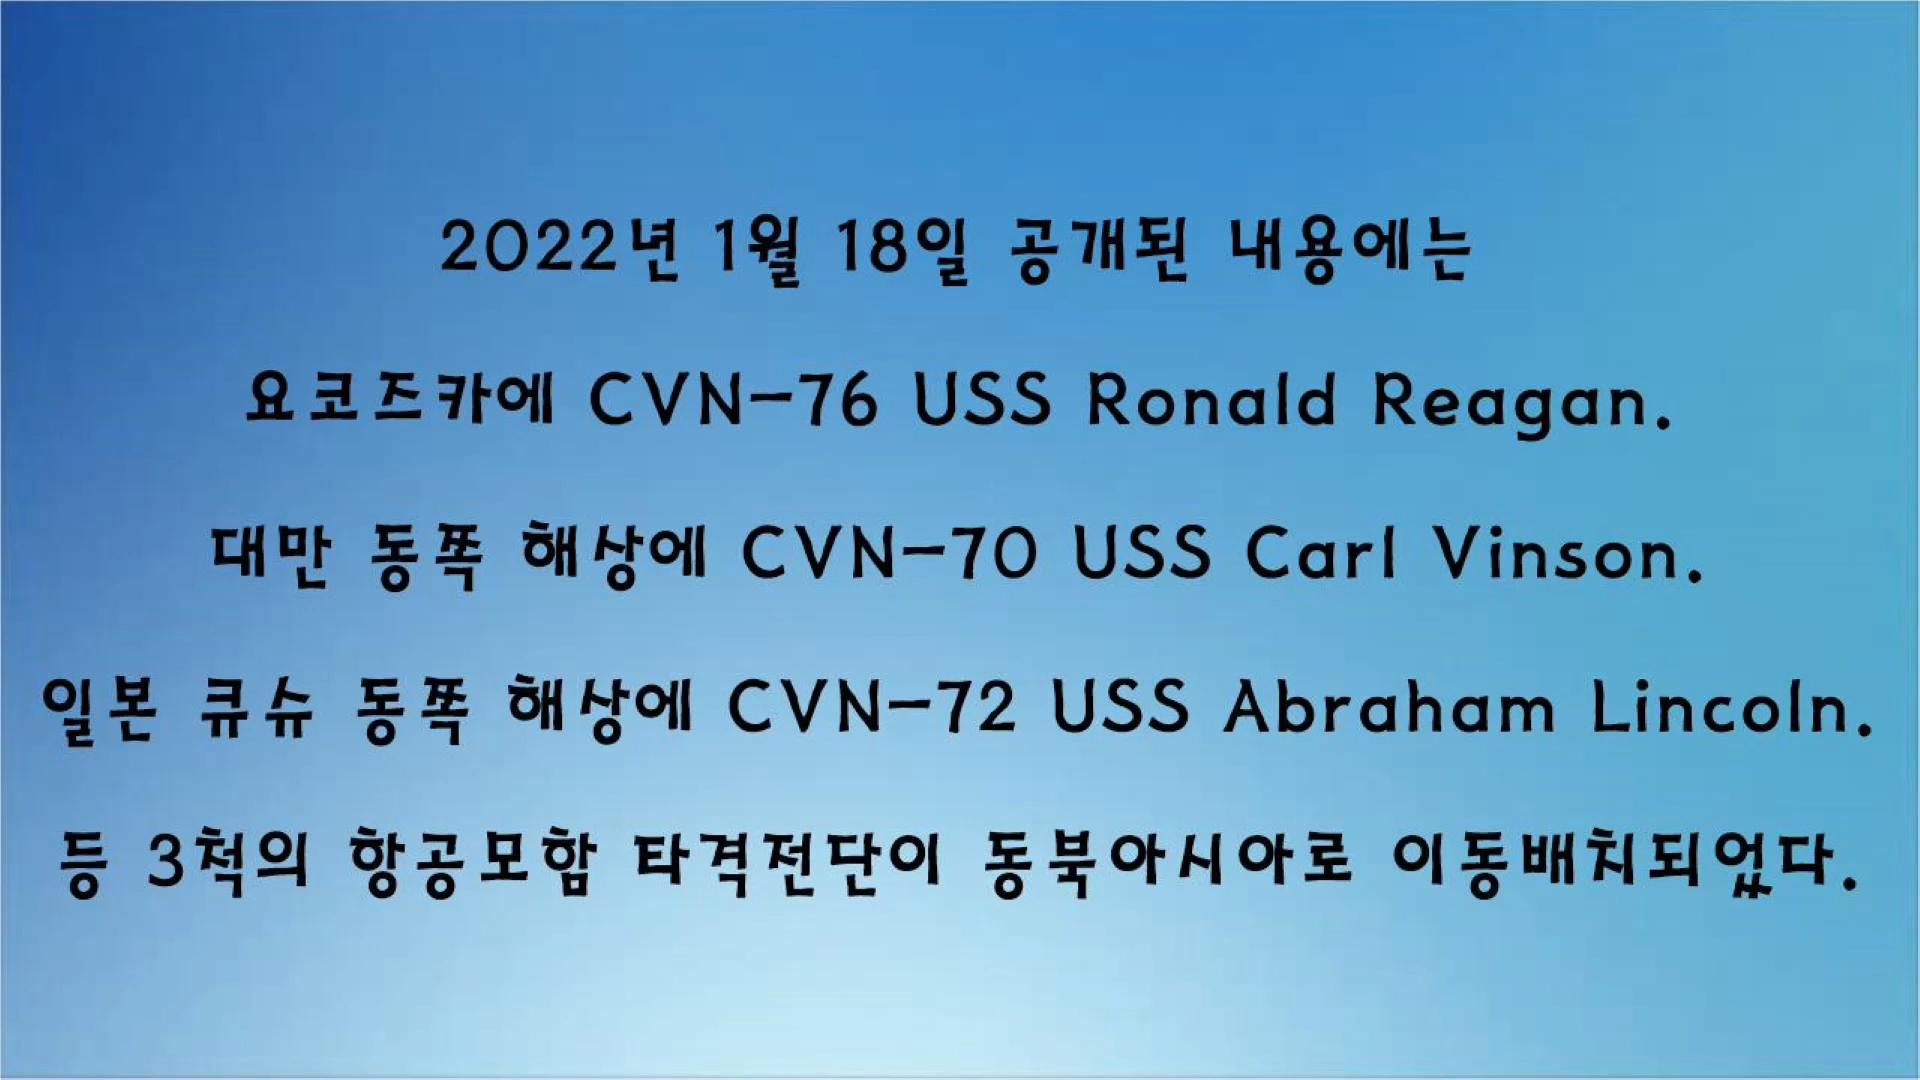 2022년 1월 18일 공개된 내용에는
요코즈카에 CVN-76 USS Ronald Reagan.
대만 동쪽 해상에 CVN-70 USS Carl Vinson.
일본 큐슈 동쪽 해상에 CVN-72 USS Abraham Lincoln.
등 3척의 항공모함 타격전단이 동북아시아로 이동배치되었다.